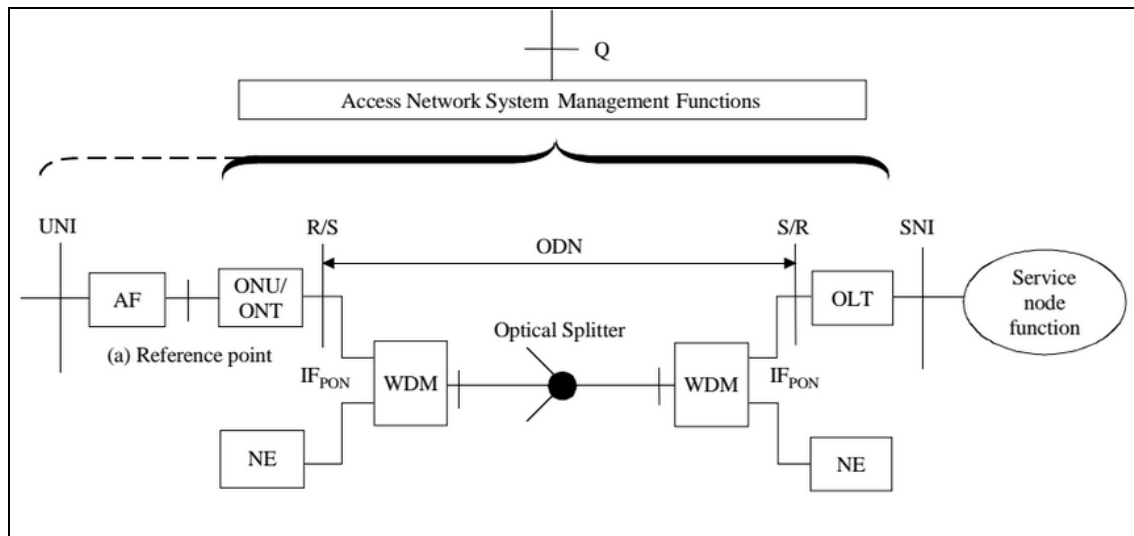 Q
Access Network System Management Functions
UNI
R/S
ODN
S/R
SNI
AF
ONU/
ONT
OLT
Service
node
function
(a) Reference point
Optical Splitter
IFPON
WDM
WDM
IFPON
NE
NE